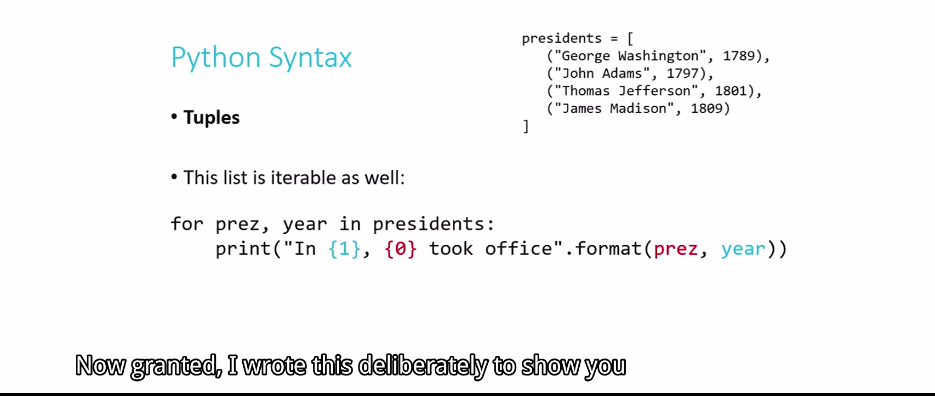 Python Syntax
• Tuples
presidents = [
("George Washington", 1789),
("John Adams", 1797),
("Thomas Jefferson", 1801),
("James Madison", 1809)
]
• This list is iterable as well:
for prez, year in presidents:
print("In {1}, {0} took office".format(prez, year))
Now granted, I wrote this deliberately to show you